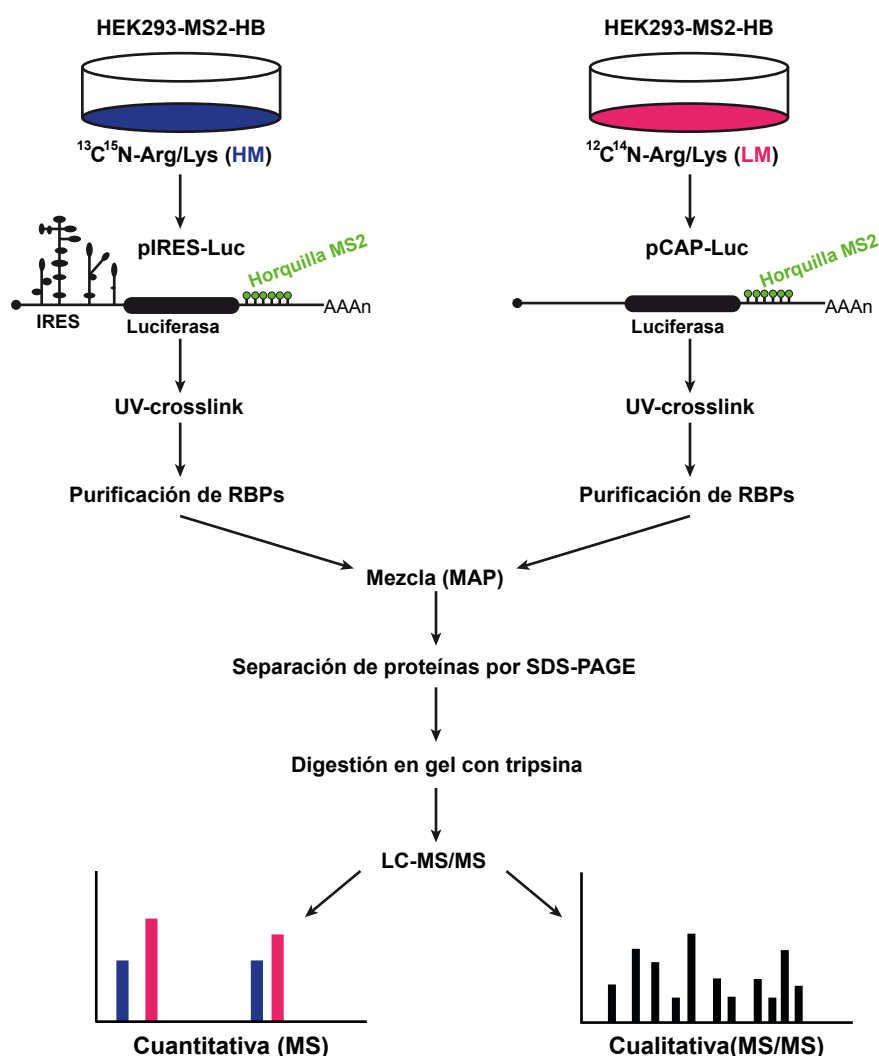 HEK293-MS2-HB
HEK293-MS2-HB
13C15N-Arg/Lys (HM)
12C14N-Arg/Lys (LM)
pIRES-Luc
pCAP-Luc
Horquilla MS2
Horquilla MS2
IRES
Luciferasa
AAAn
Luciferasa
AAAn
UV-crosslink
UV-crosslink
Purificación de RBPs
Purificación de RBPs
Mezcla (MAP)
Separación de proteínas por SDS-PAGE
Digestión en gel con tripsina
LC-MS/MS
Cuantitativa (MS)
Cualitativa(MS/MS)